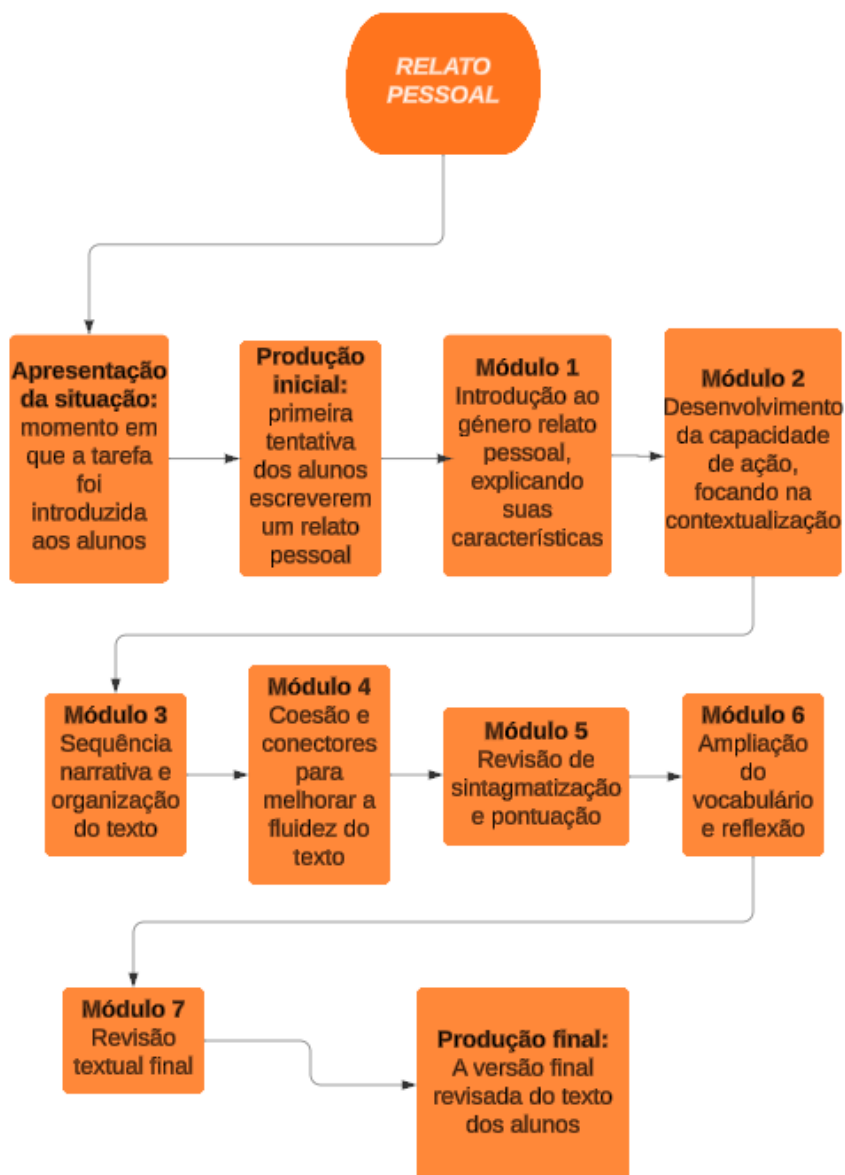 RELATO
PESSOAL
Apresentação
da situação:
momento em
que a tarefa
foi
introduzida
aos alunos
Produção
inicial:
primeira
tentativa
dos alunos
escreverem
um relato
pessoal
Módulo 1
Introdução ao
género relato
pessoal,
explicando
suas
características
Módulo 2
Desenvolvimento
da capacidade
de ação,
focando na
contextualização
Módulo 3
Sequência
narrativa e
organização
do texto
Módulo 4
Coesão e
conectores
para
melhorar a
fluidez do
texto
Módulo 5
Revisão de
sintagmatização
e pontuação
Módulo 6
Ampliação
do
vocabulário
e reflexão
Módulo 7
Revisão
textual final
Produção final:
A versão final
revisada do texto
dos alunos